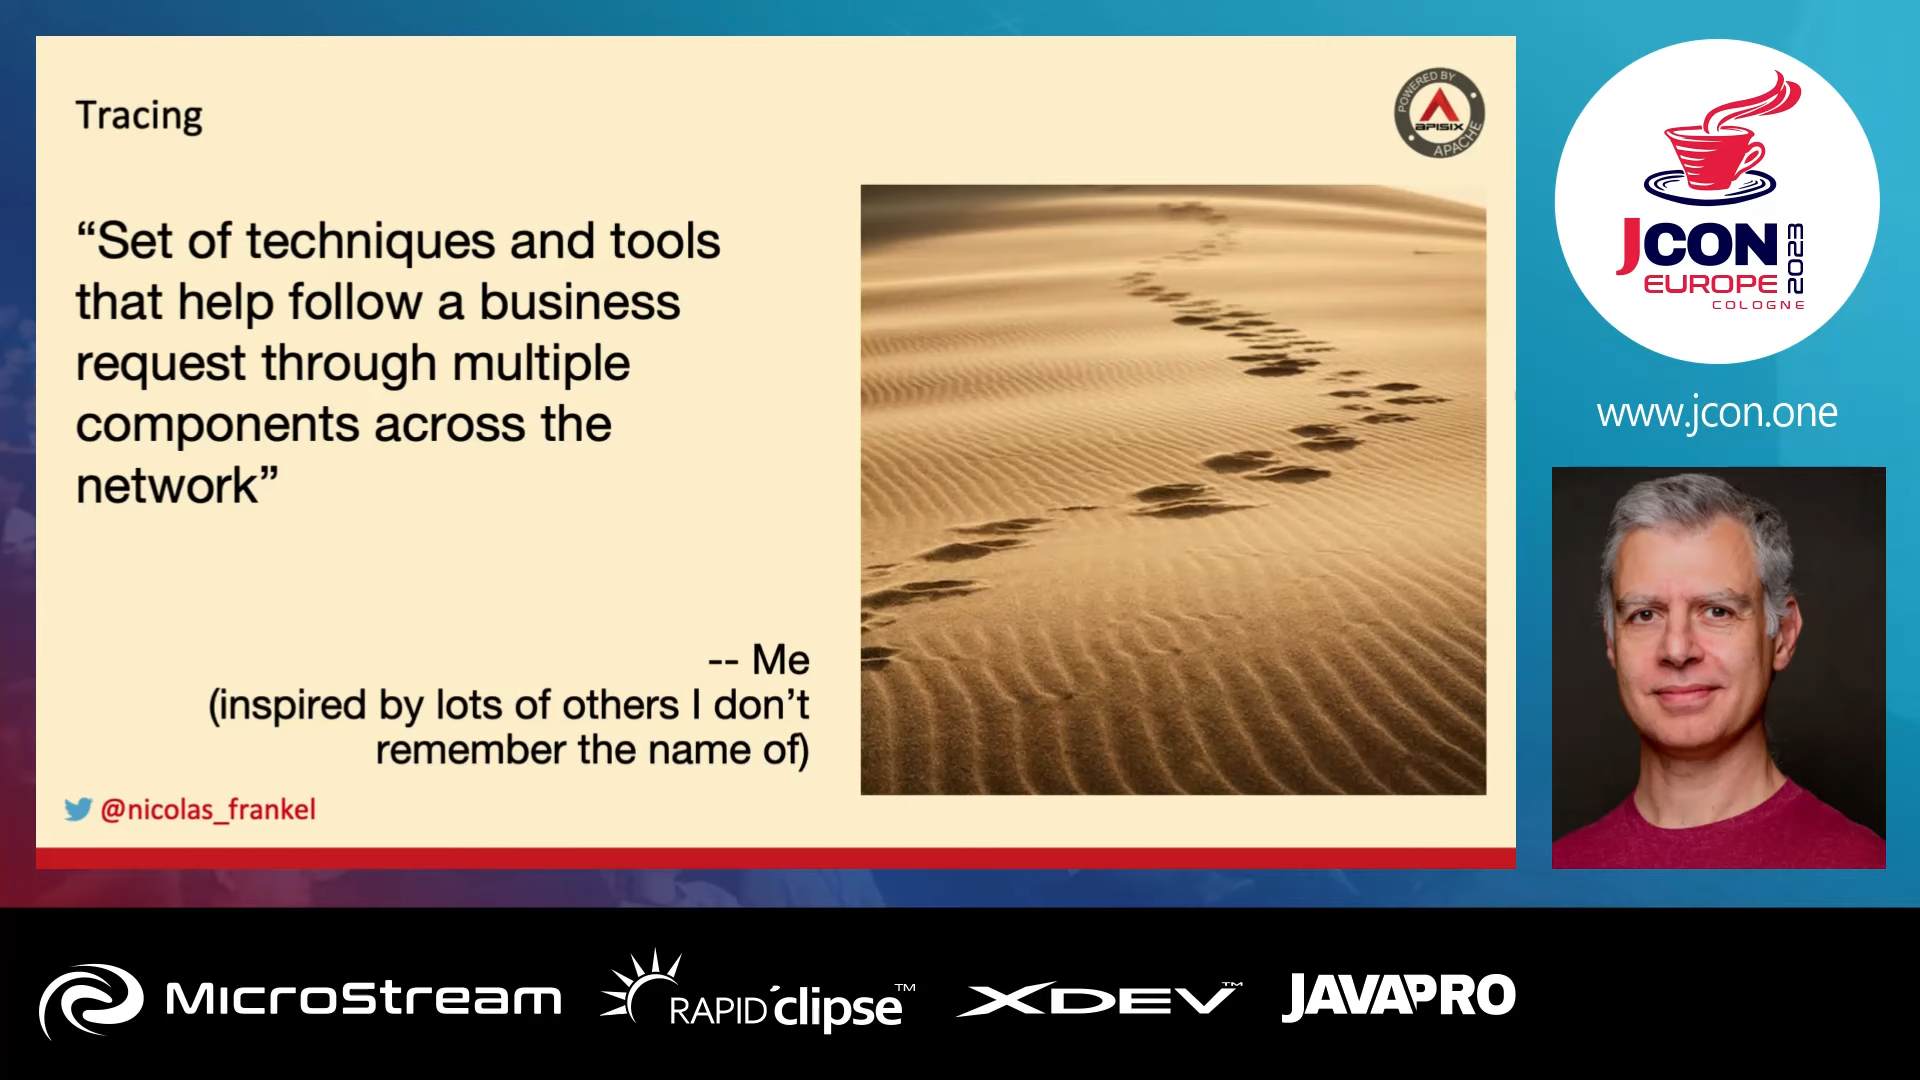 Tracing
POWERED BY
APISIX
APACHE
“Set of techniques and tools
that help follow a business
request through multiple
components across the
network”
-- Me
(inspired by lots of others I don’t
remember the name of)
@nicolas_frankel
JCON
EUROPE
2023
COLOGNE
www.jcon.one
MICROSTREAM
RAPID'clipse™
XDEV™
JAVAPRO